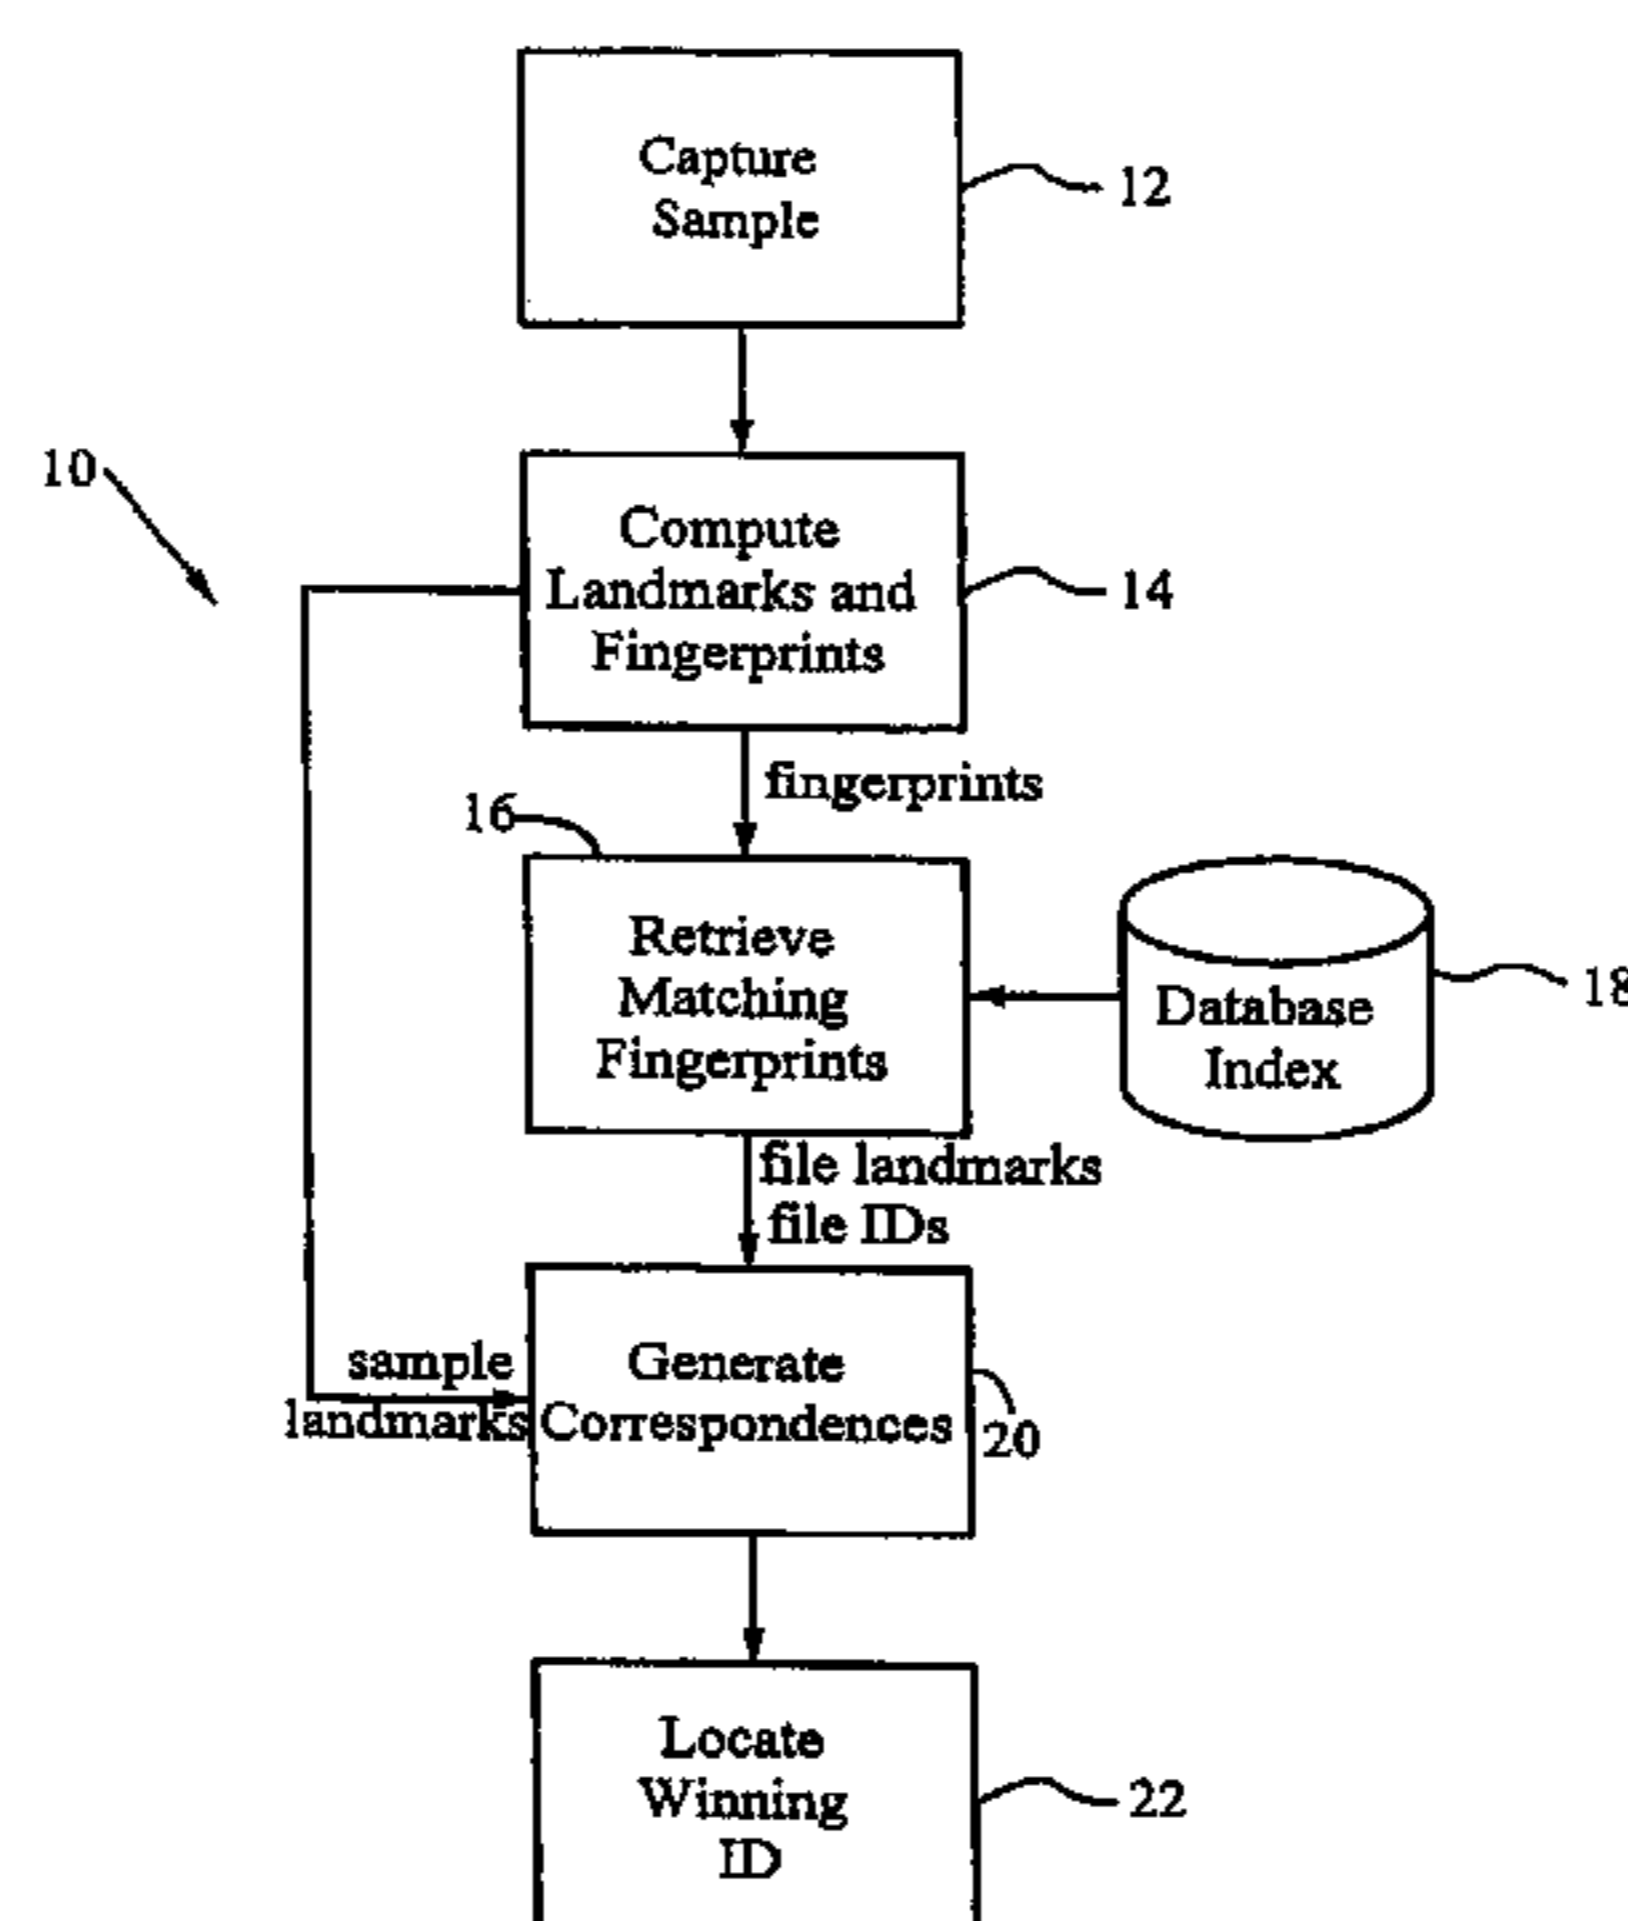 Capture
Sample
12
10
Compute
Landmarks and
Fingerprints
14
fingerprints
16
Retrieve
Matching
Fingerprints
Database
Index
18
file landmarks
file IDs
sample
landmarks
Generate
Correspondences
20
Locate
Winning
ID
22